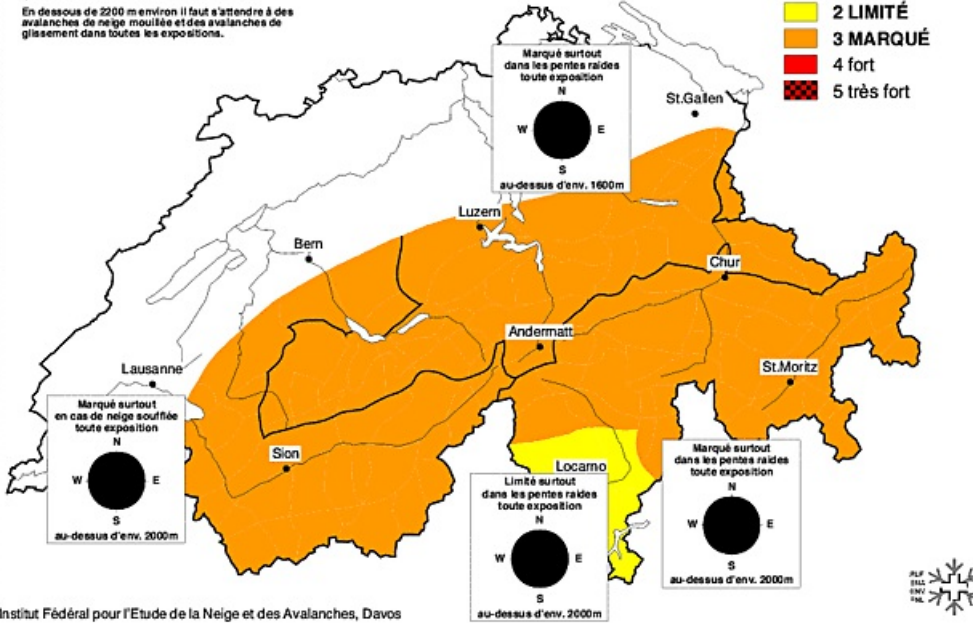 En dessous de 2200 m environ il faut s'attendre à des
avalanches de neige mouillée et des avalanches de
glissement dans toutes les expositions.
2 LIMITÉ
3 MARQUÉ
4 fort
5 très fort
Marqué surtout
dans les pentes raides
toute exposition
N
W E
S
au-dessus d'env. 1600m
St.Gallen
Luzern
Bern
Chur
Andermatt
Lausanne
St.Moritz
Marqué surtout
en cas de neige soufflée
toute exposition
N
W E
S
au-dessus d'env. 2000m
Sion
Locarno
Limité surtout
dans les pentes raides
toute exposition
N
W E
S
au-dessus d'env. 2000m
Marqué surtout
dans les pentes raides
toute exposition
N
W E
S
au-dessus d'env. 2000m
Institut Fédéral pour l'Etude de la Neige et des Avalanches, Davos